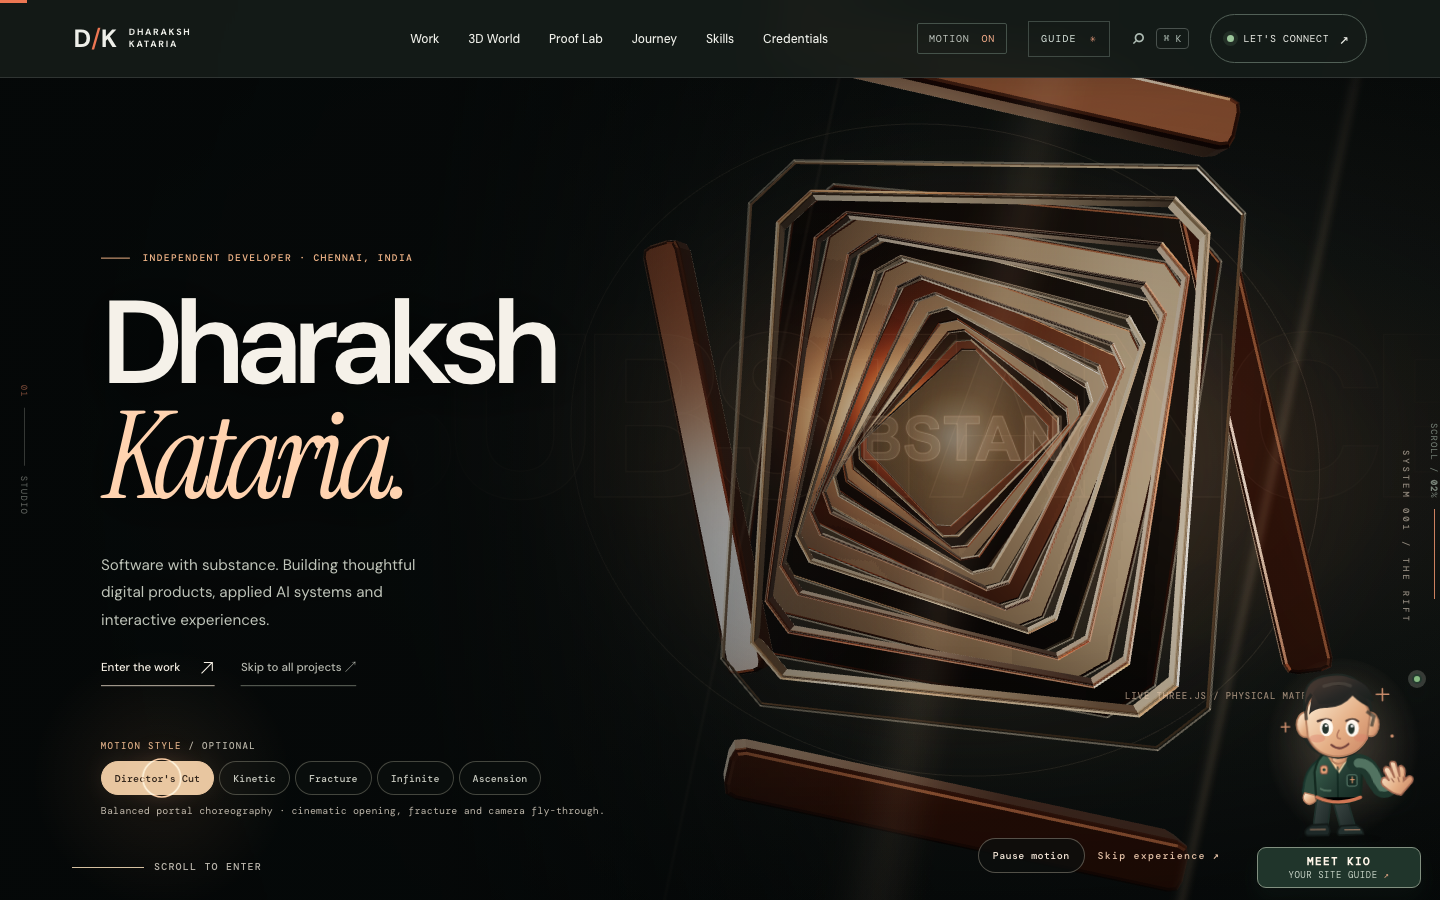 D/K
DHARAKSH
KATARIA
Work
3D World
Proof Lab
Journey
Skills
Credentials
MOTION ON
GUIDE ✳
⌘ K
LET'S CONNECT ↗
INDEPENDENT DEVELOPER · CHENNAI, INDIA
Dharaksh
Kataria.
BSTAN
01
STUDIO
SCROLL / 02%
SYSTEM 001 / THE RIFT
Software with substance. Building thoughtful
digital products, applied AI systems and
interactive experiences.
Enter the work
Skip to all projects ↗
LIVE THREE.JS / PHYSICAL
MOTION STYLE / OPTIONAL
Director's Cut
Kinetic
Fracture
Infinite
Ascension
Balanced portal choreography · cinematic opening, fracture and camera fly-through.
SCROLL TO ENTER
Pause motion
Skip experience ↗
MEET KIO
YOUR SITE GUIDE ↗